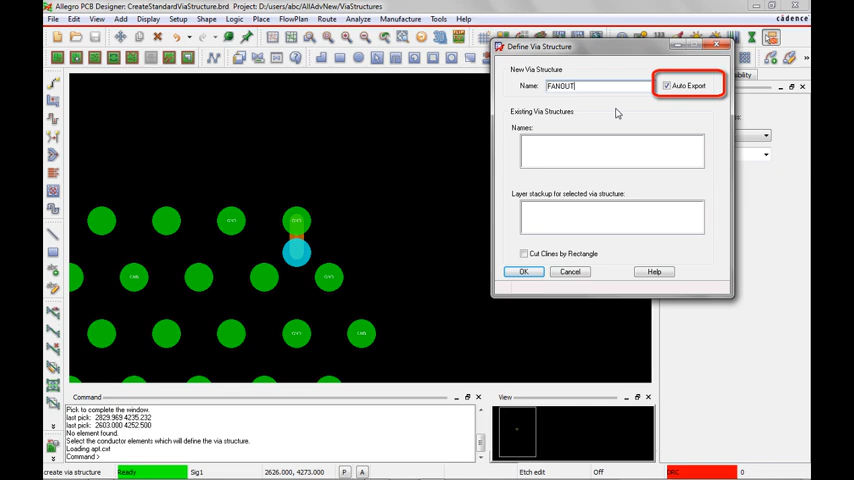 Allegro PCB Designer: CreateStandardViaStructure.brd Project: D:/users/abc/AllAdvNew/ViaStructures
File Edit View Add Display Setup Shape Logic Place FlowPlan Route Analyze Manufacture Tools
cādence
Define Via Structure
New Via Structure
Name: FANOUT
Auto Export
Existing Via Structures
Names:
Layer stackup for selected via structure:
Cut Clines by Rectangle
OK Cancel Help
Command
Pick to complete the window.
last pick: 2829.969 4235.232
last pick: 2603.000 4252.500
No element found.
Select the conductor elements which will define the via structure.
Command >
View
create via structure Ready Sig1 2626.000, 4273.000 P A Etch edit Off DRC 0